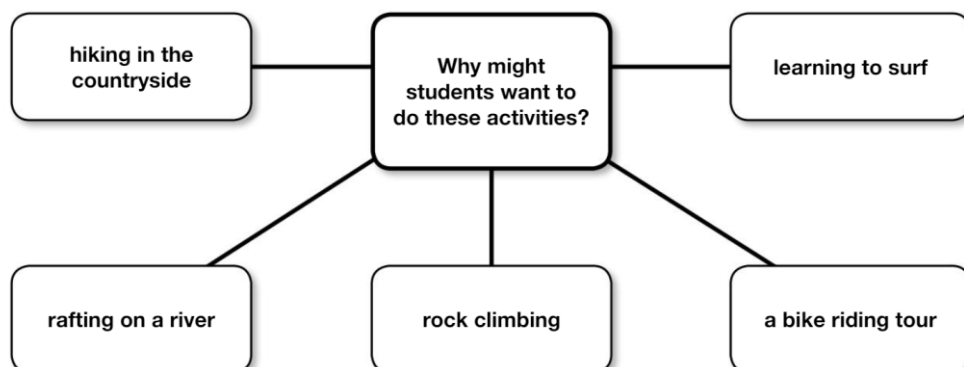 hiking in the
countryside
Why might
students want to
do these activities?
learning to surf
rafting on a river
rock climbing
a bike riding tour